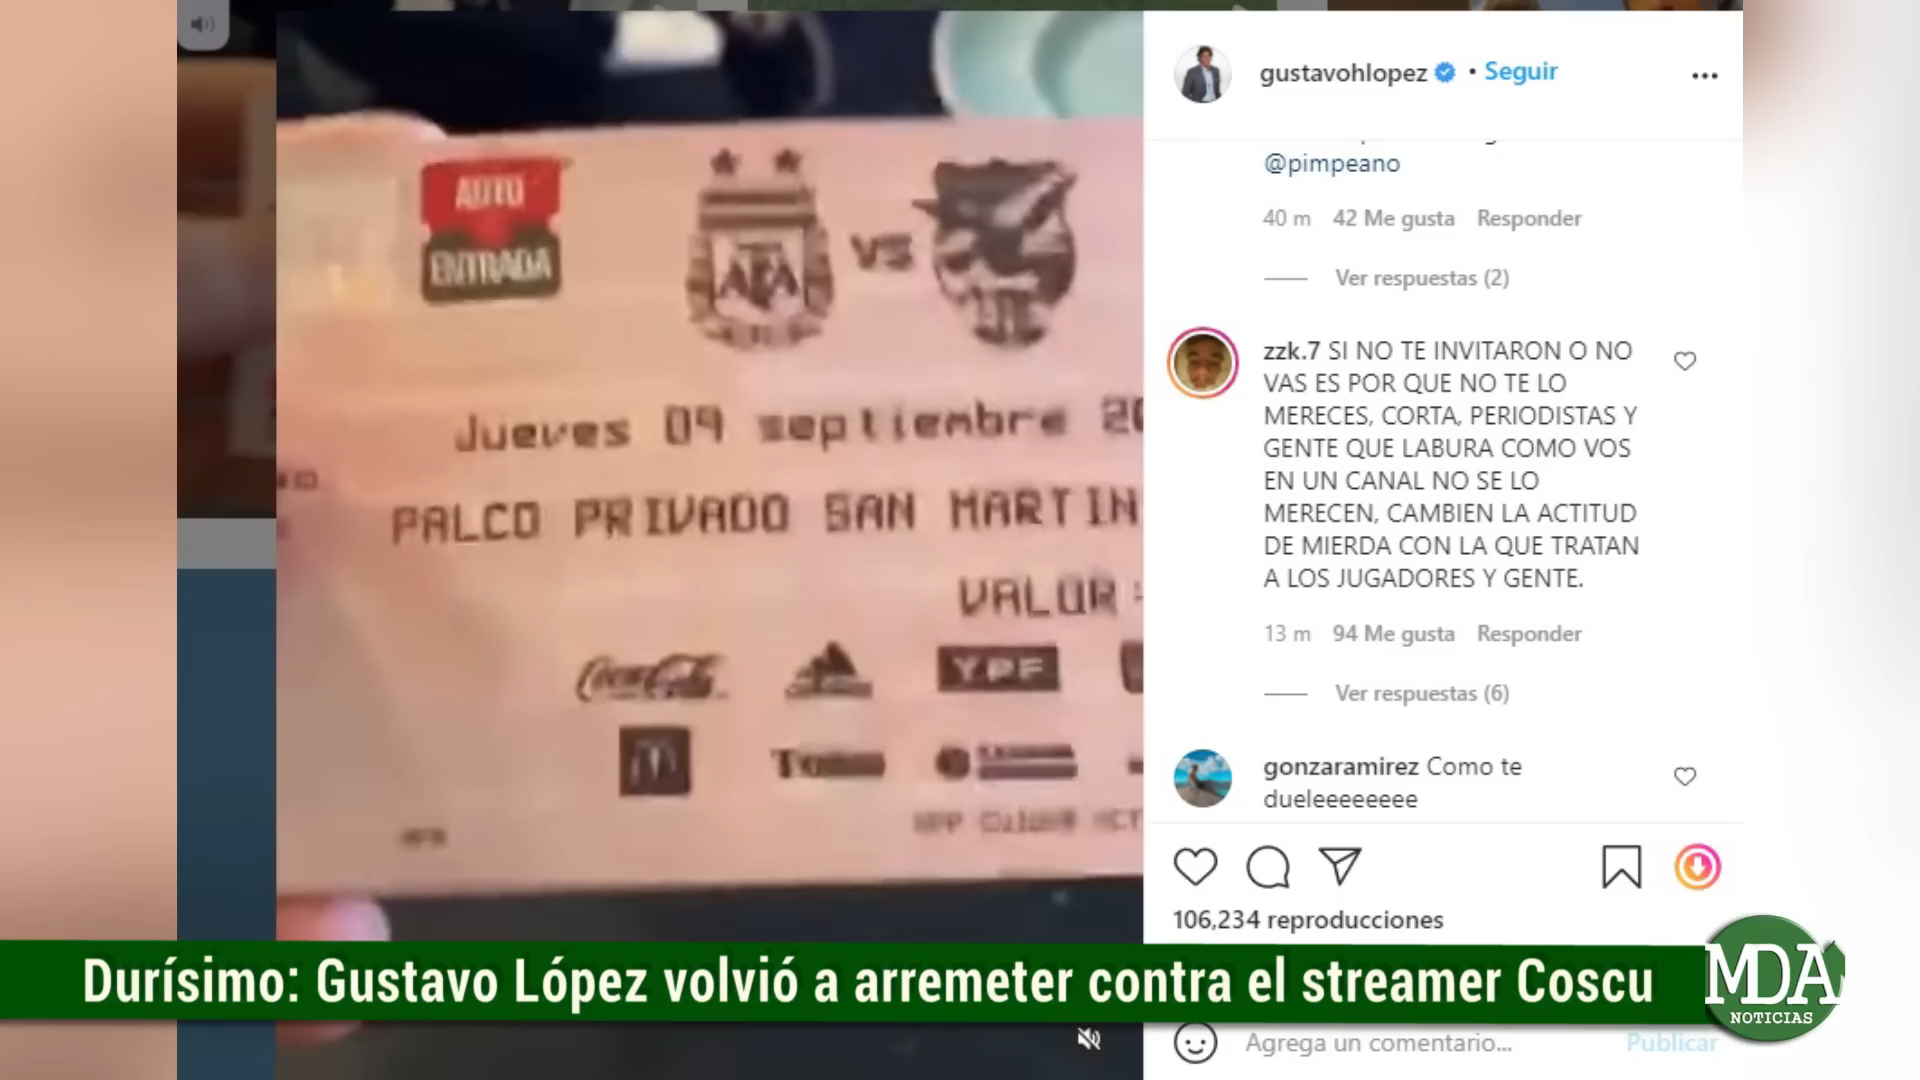 AUTO
ENTRADA
AFA
VS
Jueves 09 septiembre 20
PALCO PRIVADO SAN MARTIN
VALOR :
Coca-Cola
YPF
gustavohlopez • Seguir
@pimpeano
40 m 42 Me gusta Responder
Ver respuestas (2)
zzk.7 SI NO TE INVITARON O NO
VAS ES POR QUE NO TE LO
MERECES, CORTA, PERIODISTAS Y
GENTE QUE LABURA COMO VOS
EN UN CANAL NO SE LO
MERECEN, CAMBIEN LA ACTITUD
DE MIERDA CON LA QUE TRATAN
A LOS JUGADORES Y GENTE.
13 m 94 Me gusta Responder
Ver respuestas (6)
gonzaramirez Como te
dueleeeeeeee
106,234 reproducciones
Durísimo: Gustavo López volvió a arremeter contra el streamer Coscu
MDA
NOTICIAS
Agrega un comentario...
Publicar